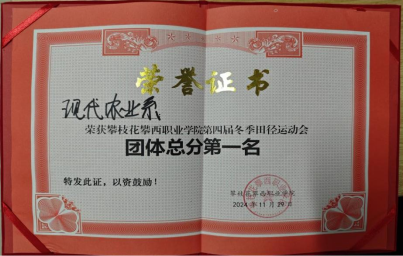 荣誉证书
现代农业系
荣获攀枝花攀西职业学院第四届冬季田径运动会
团体总分第一名
特发此证，以资鼓励！
攀枝花攀西职业学院
2024年11月29日